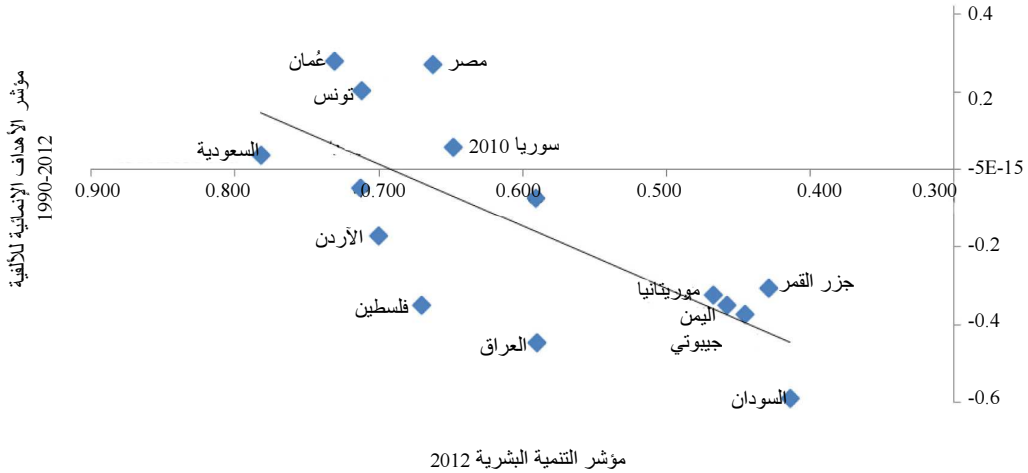 0.4
عُمان
مصر
تونس
0.2
مؤشر الأهداف الإنمائية للألفية
1990-2012
سوريا 2010
السعودية
-5E-15
0.900
0.800
0.700
0.600
0.500
0.400
0.300
الآردن
-0.2
جزر القمر
موريتانيا
فلسطين
اليمن
-0.4
العراق
جيبوتي
السودان
-0.6
مؤشر التنمية البشرية 2012